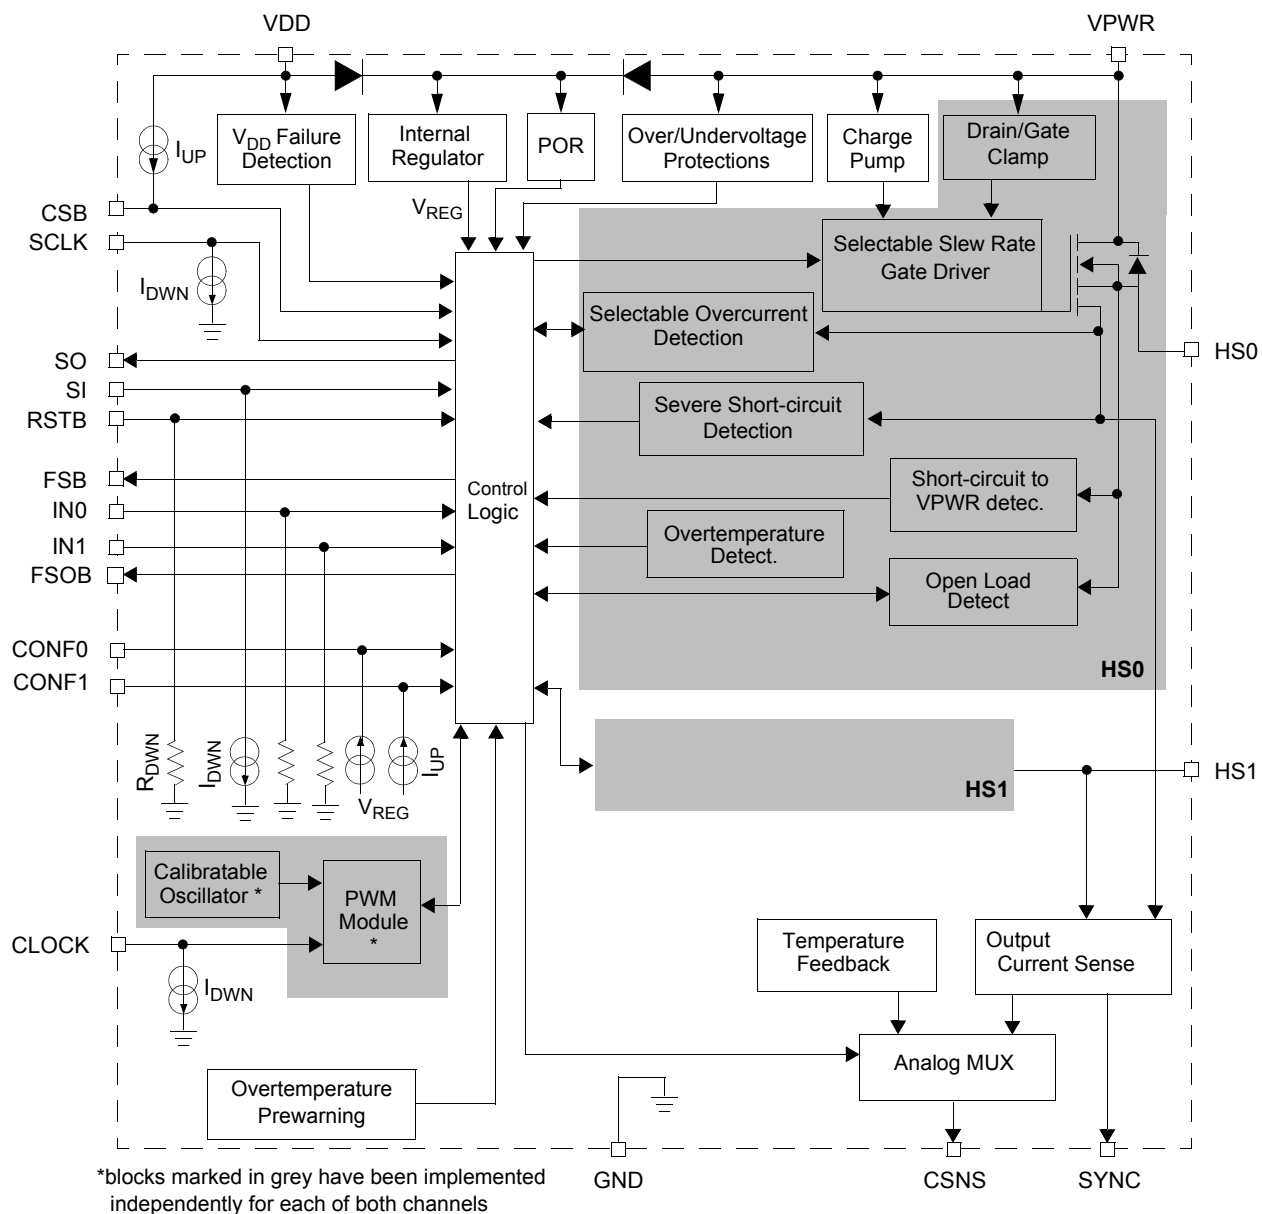 VDD
VPWR
VDD Failure
Detection
Internal
Regulator
POR
Over/Undervoltage
Protections
Charge
Pump
Drain/Gate
Clamp
IUP
VREG
CSB
SCLK
IDWN
Selectable Slew Rate
Gate Driver
Selectable Overcurrent
Detection
SO
HS0
SI
RSTB
Severe Short-circuit
Detection
FSB
IN0
IN1
FSOB
Control
Logic
Short-circuit to
VPWR detec.
Overtemperature
Detect.
Open Load
Detect
CONF0
CONF1
HS0
RDWN
IDWN
IUP
VREG
HS1
HS1
Calibratable
Oscillator *
PWM
Module
*
CLOCK
IDWN
Temperature
Feedback
Output
Current Sense
Analog MUX
Overtemperature
Prewarning
GND
CSNS
SYNC
*blocks marked in grey have been implemented
independently for each of both channels